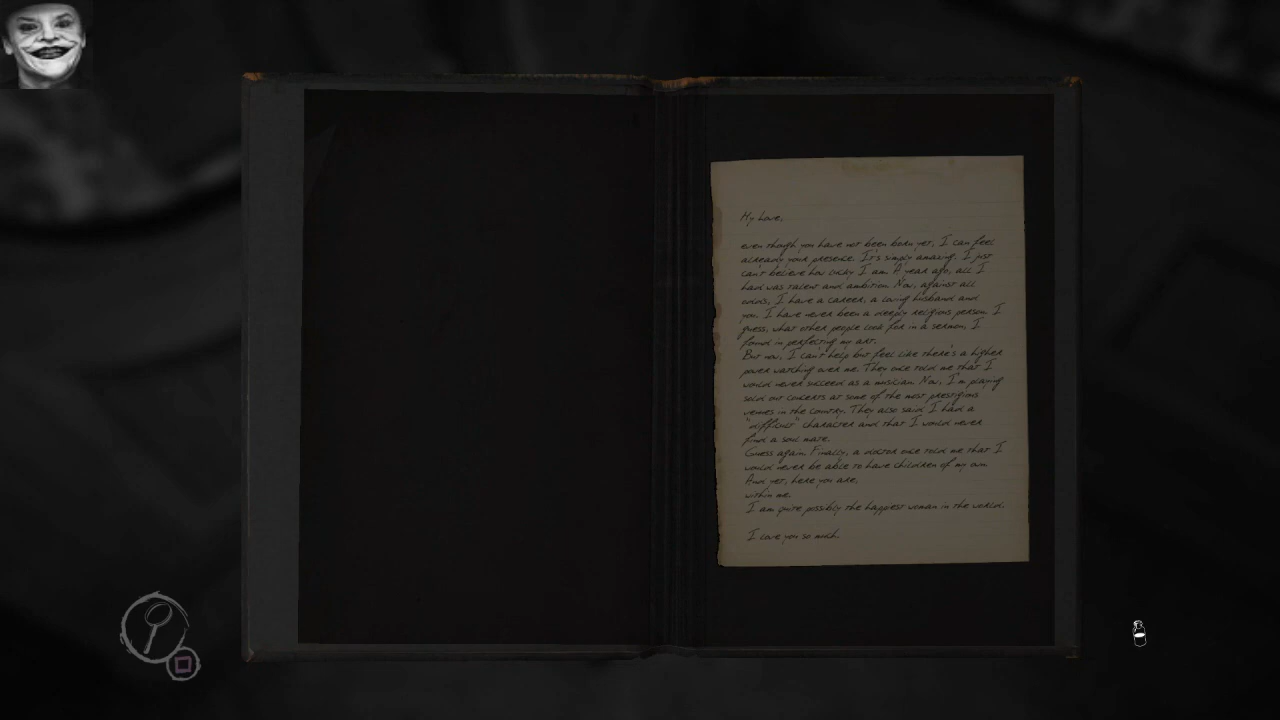 My Love,
even though you have not been born yet, I can feel
already your presence. It's simply amazing. I just
can't believe how lucky I am. A year ago, all I
had was talent and ambition. Now, against all
odds, I have a career, a loving husband and
you. I have never been a deeply religious person. I
guess, what other people look for in a sermon, I
found in perfecting my art.
But now, I can't help but feel like there's a higher
power watching over me. They once told me that I
would never succeed as a musician. Now, I'm playing
sold out concerts at some of the most prestigious
venues in the country. They also said I had a
"difficult" character and that I would never
find a soul mate.
Guess again. Finally, a doctor once told me that I
would never be able to have children of my own.
And yet, here you are,
within me.
I am quite possibly the happiest woman in the world.
I love you so much.